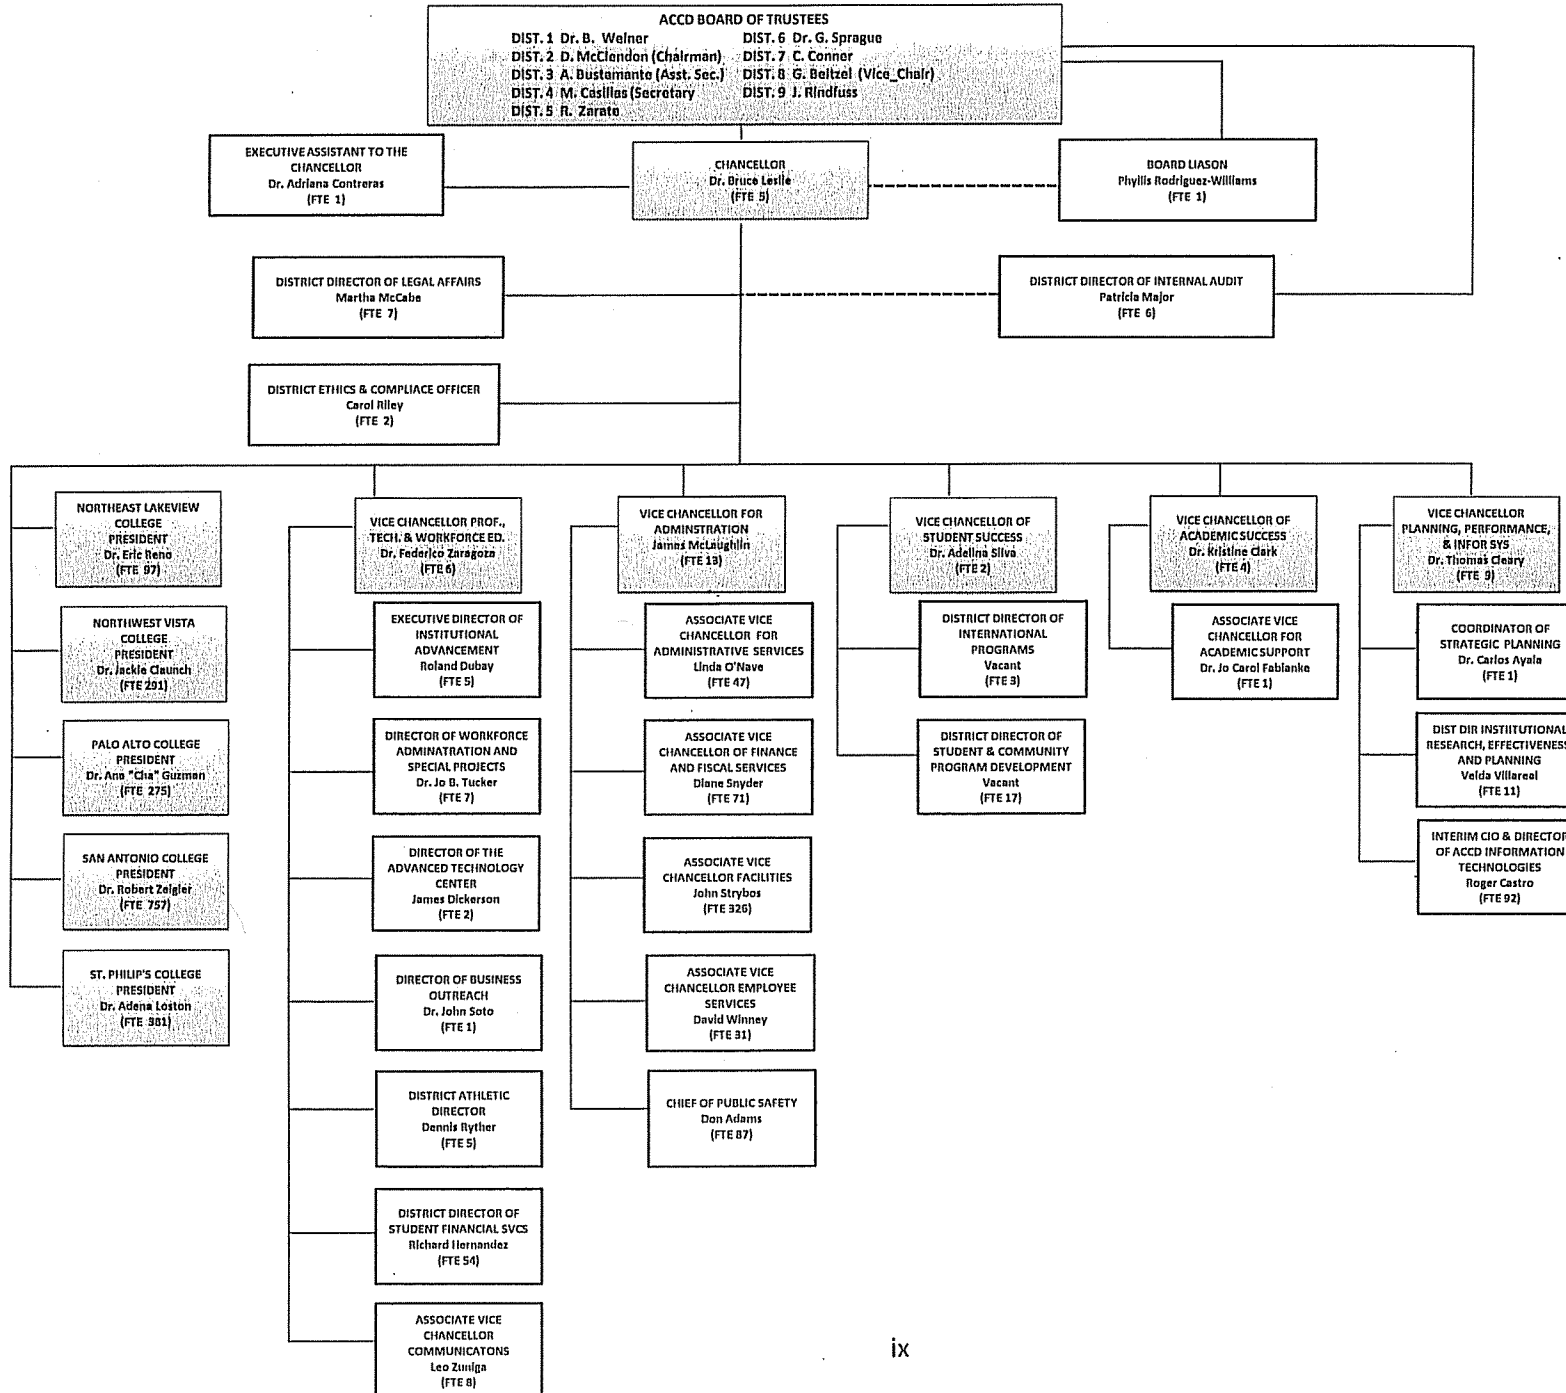 ACCD BOARD OF TRUSTEES
DIST. 1 Dr. B. Weiner
DIST. 2 D. McClendon (Chairman)
DIST. 3 A. Bustamante (Asst. Sec.)
DIST. 4 M. Casillas (Secretary
DIST. 5 R. Zarate
DIST. 6 Dr. G. Sprague
DIST. 7 C. Conner
DIST. 8 G. Beitzel (Vice_Chair)
DIST. 9 J. Rindfuss
EXECUTIVE ASSISTANT TO THE
CHANCELLOR
Dr. Adriana Contreras
(FTE 1)
CHANCELLOR
Dr. Bruce Leslie
(FTE 5)
BOARD LIASON
Phyllis Rodriguez-Williams
(FTE 1)
DISTRICT DIRECTOR OF LEGAL AFFAIRS
Martha McCabe
(FTE 7)
DISTRICT DIRECTOR OF INTERNAL AUDIT
Patricia Major
(FTE 6)
DISTRICT ETHICS & COMPLIACE OFFICER
Carol Riley
(FTE 2)
NORTHEAST LAKEVIEW
COLLEGE
PRESIDENT
Dr. Eric Reno
(FTE 97)
NORTHWEST VISTA
COLLEGE
PRESIDENT
Dr. Jackie Claunch
(FTE 291)
PALO ALTO COLLEGE
PRESIDENT
Dr. Ana "Cha" Guzman
(FTE 275)
SAN ANTONIO COLLEGE
PRESIDENT
Dr. Robert Zeigler
(FTE 757)
ST. PHILIP'S COLLEGE
PRESIDENT
Dr. Adena Loston
(FTE 381)
VICE CHANCELLOR PROF.,
TECH. & WORKFORCE ED.
Dr. Federico Zaragoza
(FTE 6)
EXECUTIVE DIRECTOR OF
INSTITUTIONAL
ADVANCEMENT
Roland Dubay
(FTE 5)
DIRECTOR OF WORKFORCE
ADMINATRATION AND
SPECIAL PROJECTS
Dr. Jo B. Tucker
(FTE 7)
DIRECTOR OF THE
ADVANCED TECHNOLOGY
CENTER
James Dickerson
(FTE 2)
DIRECTOR OF BUSINESS
OUTREACH
Dr. John Soto
(FTE 1)
DISTRICT ATHLETIC
DIRECTOR
Dennis Ryther
(FTE 5)
DISTRICT DIRECTOR OF
STUDENT FINANCIAL SVCS
Richard Hernandez
(FTE 54)
ASSOCIATE VICE
CHANCELLOR
COMMUNICATONS
Leo Zuniga
(FTE 8)
VICE CHANCELLOR FOR
ADMINSTRATION
James McLaughlin
(FTE 13)
ASSOCIATE VICE
CHANCELLOR FOR
ADMINISTRATIVE SERVICES
Linda O'Nave
(FTE 47)
ASSOCIATE VICE
CHANCELLOR OF FINANCE
AND FISCAL SERVICES
Diane Snyder
(FTE 71)
ASSOCIATE VICE
CHANCELLOR FACILITIES
John Strybos
(FTE 326)
ASSOCIATE VICE
CHANCELLOR EMPLOYEE
SERVICES
David Winney
(FTE 31)
CHIEF OF PUBLIC SAFETY
Don Adams
(FTE 87)
VICE CHANCELLOR OF
STUDENT SUCCESS
Dr. Adelina Silva
(FTE 2)
DISTRICT DIRECTOR OF
INTERNATIONAL
PROGRAMS
Vacant
(FTE 3)
DISTRICT DIRECTOR OF
STUDENT & COMMUNITY
PROGRAM DEVELOPMENT
Vacant
(FTE 17)
VICE CHANCELLOR OF
ACADEMIC SUCCESS
Dr. Kristine Clark
(FTE 4)
ASSOCIATE VICE
CHANCELLOR FOR
ACADEMIC SUPPORT
Dr. Jo Carol Fabianke
(FTE 1)
VICE CHANCELLOR
PLANNING, PERFORMANCE,
& INFOR SYS
Dr. Thomas Cleary
(FTE 9)
COORDINATOR OF
STRATEGIC PLANNING
Dr. Carlos Ayala
(FTE 1)
DIST DIR INSTIITUTIONAL
RESEARCH, EFFECTIVENESS
AND PLANNING
Velda Villareal
(FTE 11)
INTERIM CIO & DIRECTOR
OF ACCD INFORMATION
TECHNOLOGIES
Roger Castro
(FTE 92)
ix